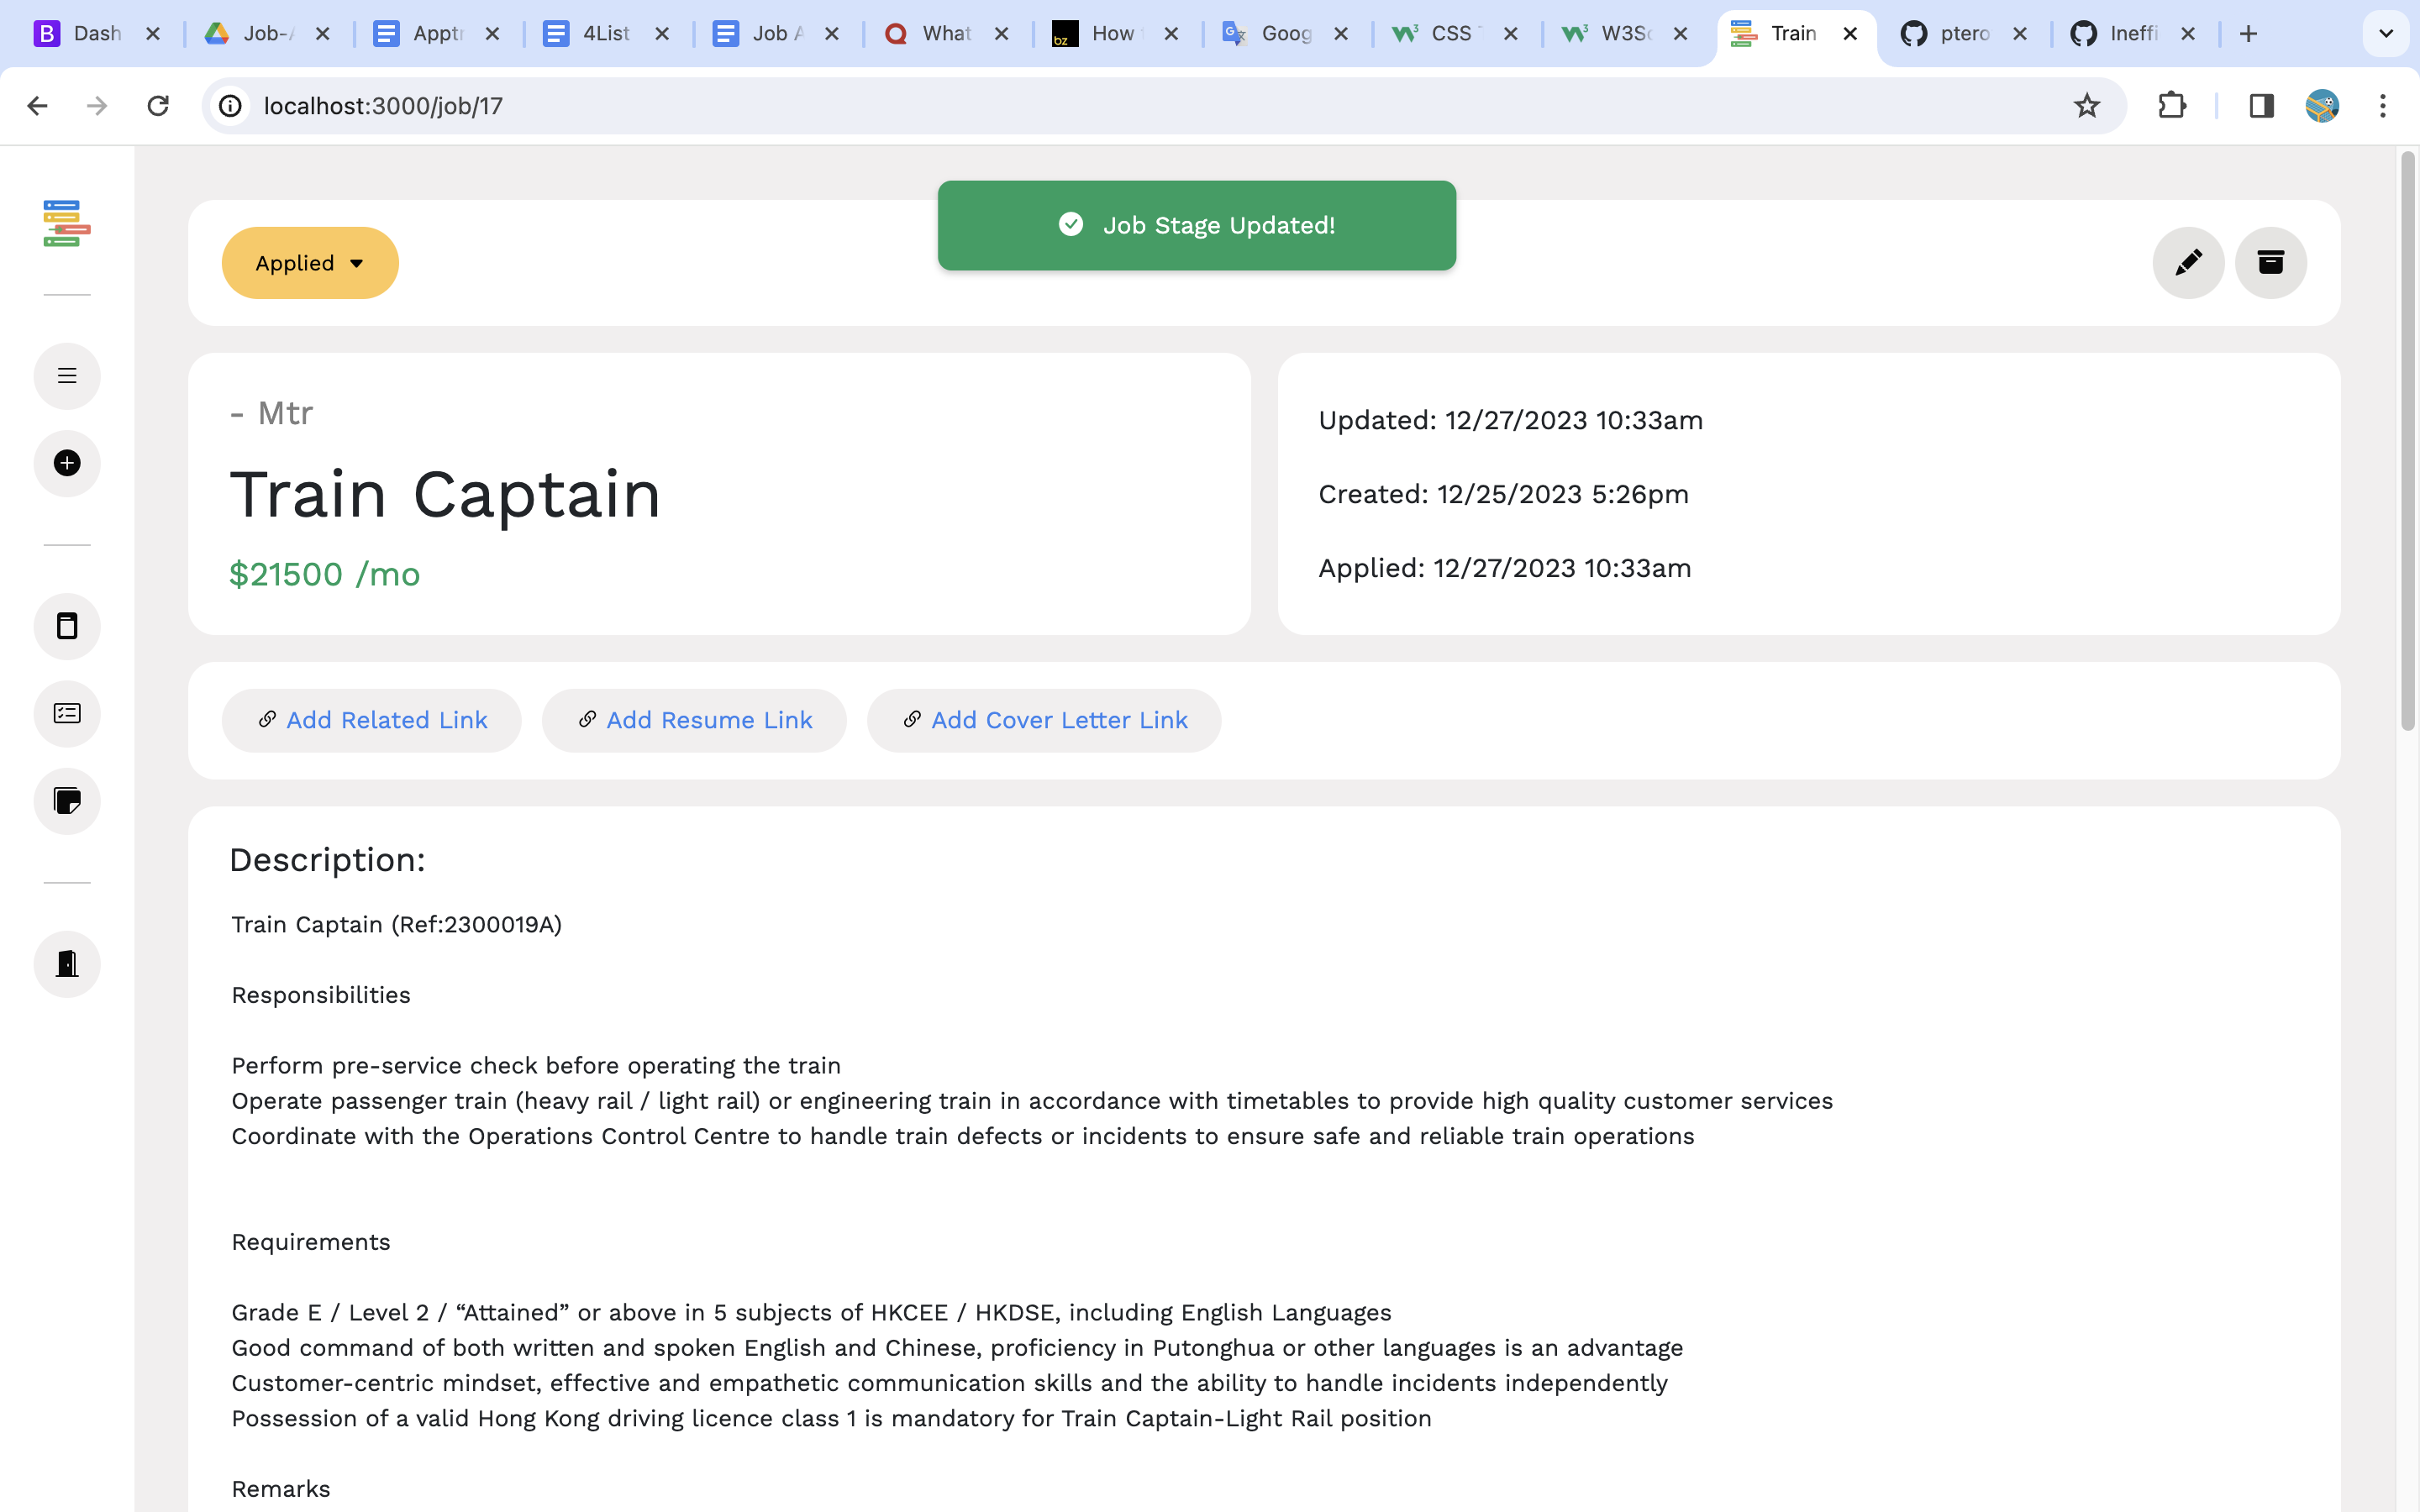 Dash
Job-A
Apptr
4List
Job A
What
How
Goog
CSS
W3Sc
Train
ptero
Ineffi
localhost:3000/job/17
Job Stage Updated!
Applied
- Mtr
Train Captain
$21500 /mo
Updated: 12/27/2023 10:33am
Created: 12/25/2023 5:26pm
Applied: 12/27/2023 10:33am
Add Related Link
Add Resume Link
Add Cover Letter Link
Description:
Train Captain (Ref:2300019A)
Responsibilities
Perform pre-service check before operating the train
Operate passenger train (heavy rail / light rail) or engineering train in accordance with timetables to provide high quality customer services
Coordinate with the Operations Control Centre to handle train defects or incidents to ensure safe and reliable train operations
Requirements
Grade E / Level 2 / “Attained” or above in 5 subjects of HKCEE / HKDSE, including English Languages
Good command of both written and spoken English and Chinese, proficiency in Putonghua or other languages is an advantage
Customer-centric mindset, effective and empathetic communication skills and the ability to handle incidents independently
Possession of a valid Hong Kong driving licence class 1 is mandatory for Train Captain-Light Rail position
Remarks